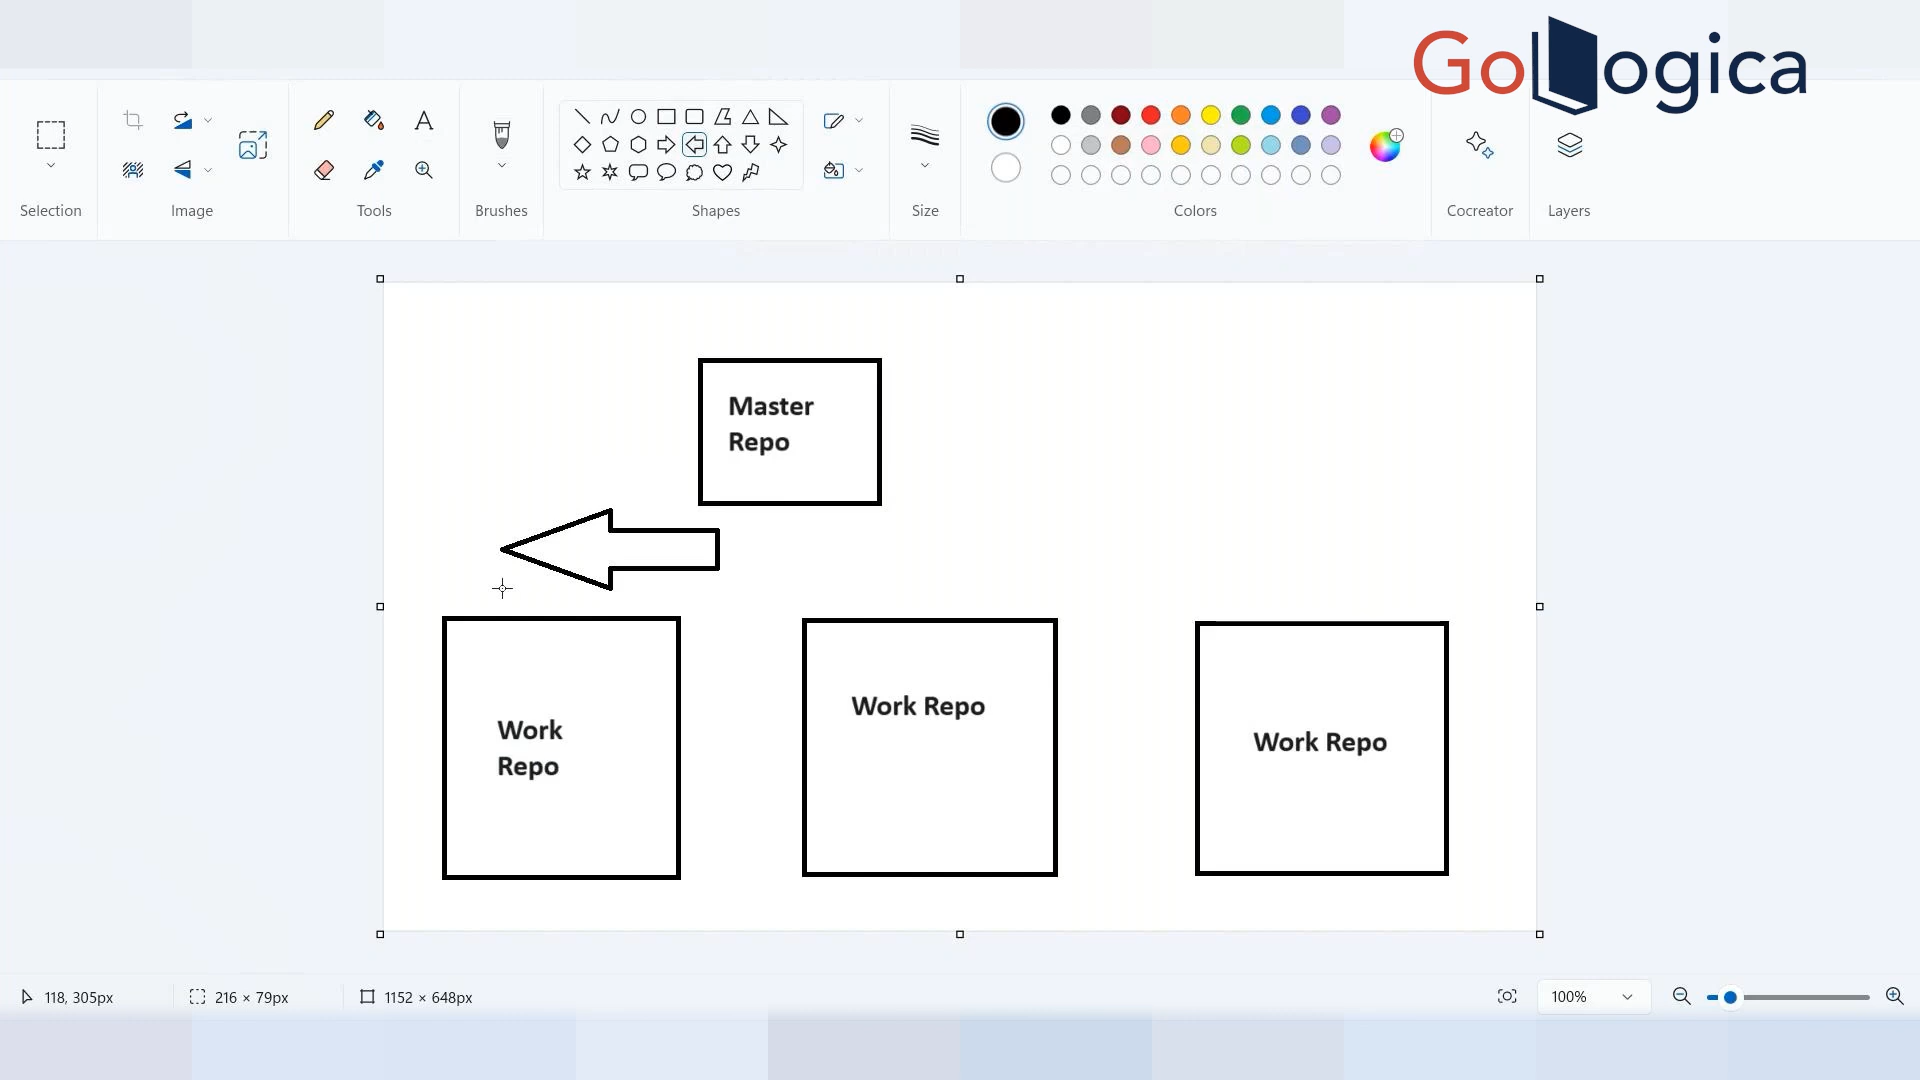 GoLogica
Selection
Image
Tools
Brushes
Shapes
Size
Colors
Cocreator
Layers
Master
Repo
Work
Repo
Work Repo
Work Repo
118, 305px
216 × 79px
1152 × 648px
100%